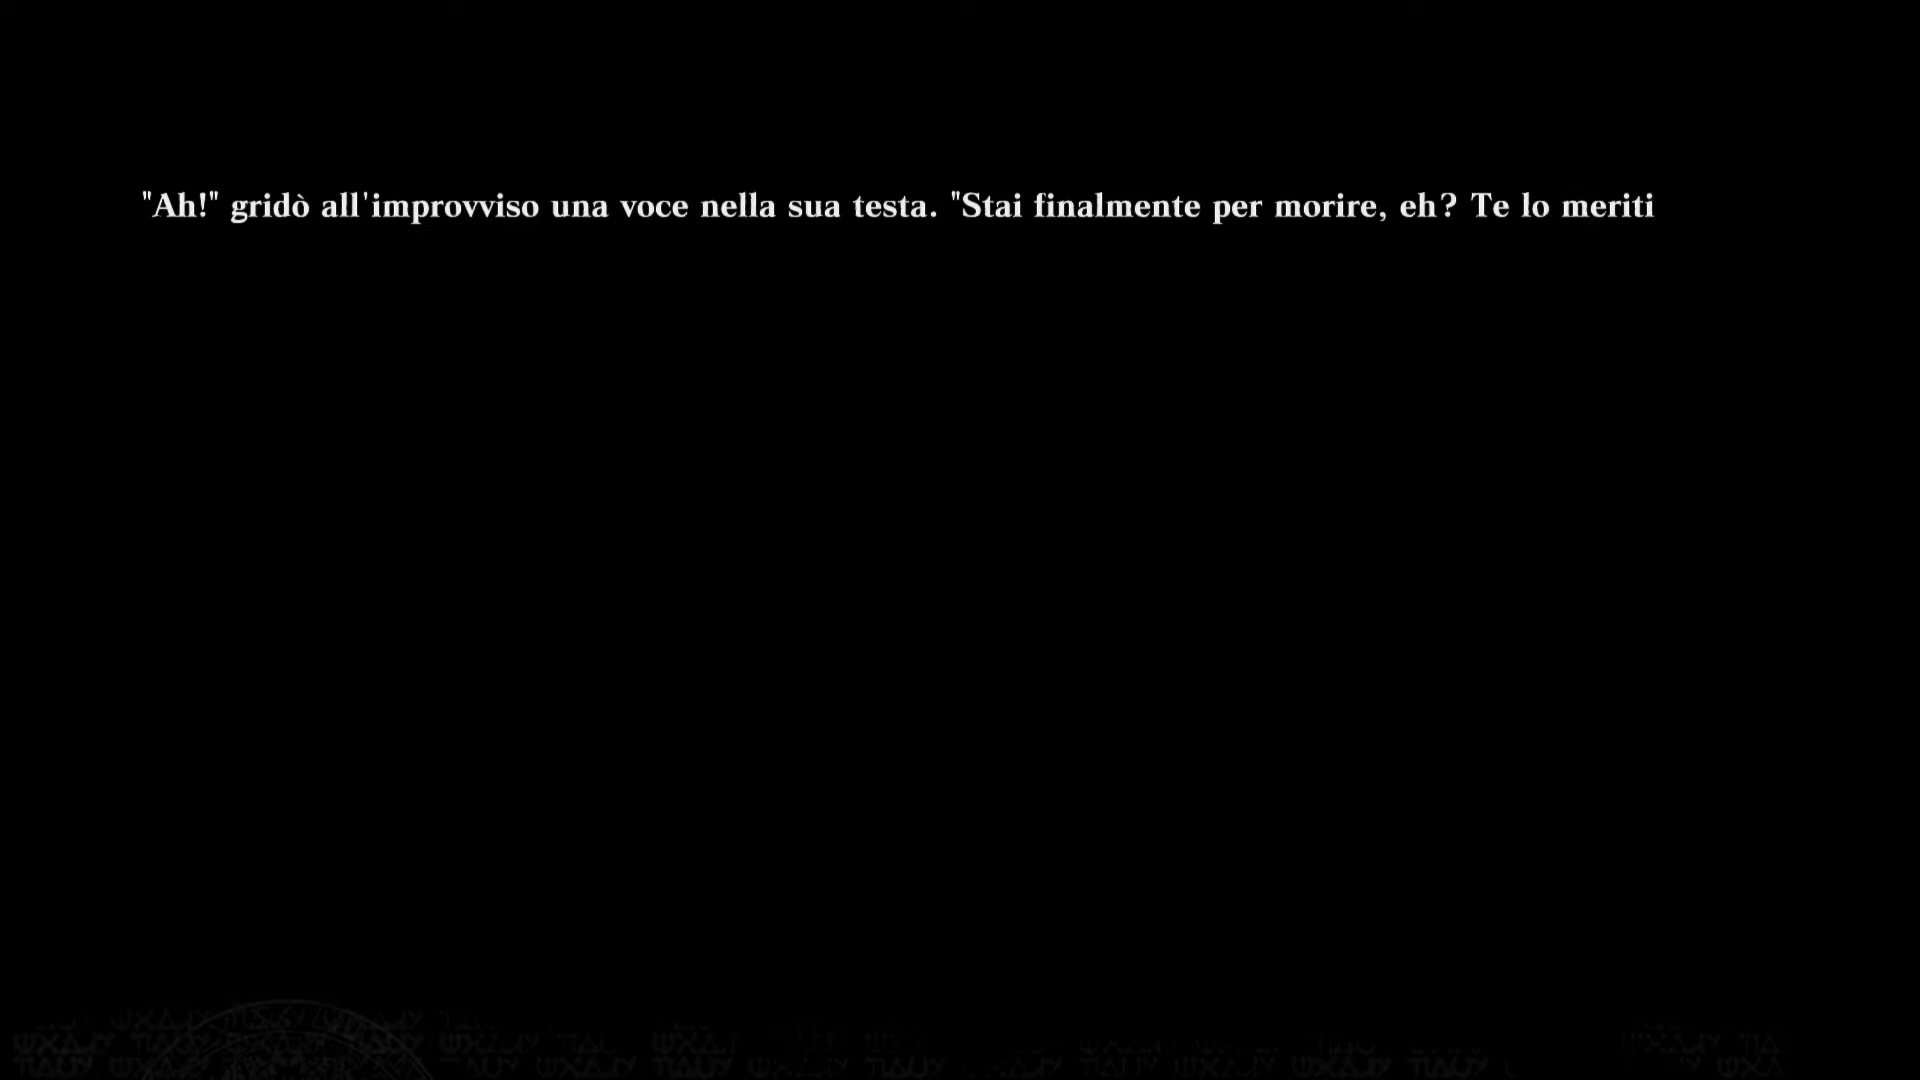 "Ah!" gridò all'improvviso una voce nella sua testa. "Stai finalmente per morire, eh? Te lo meriti